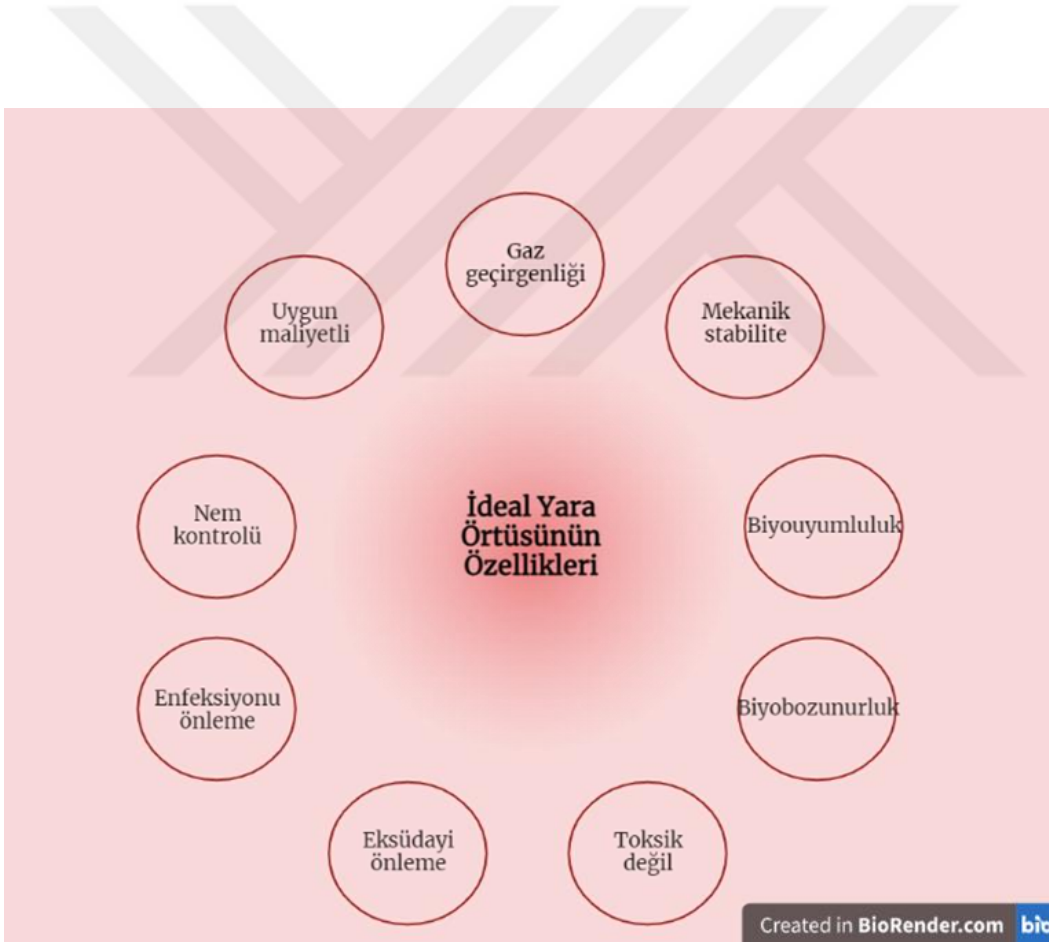 Gaz
geçirgenliği
Uygun
maliyetli
Mekanik
stabilite
İdeal Yara
Örtüsünün
Özellikleri
Nem
kontrolü
Biyouyumluluk
Enfeksiyonu
önleme
Biyobozunurluk
Eksüdayi
önleme
Toksik
değil
Created in BioRender.com bio